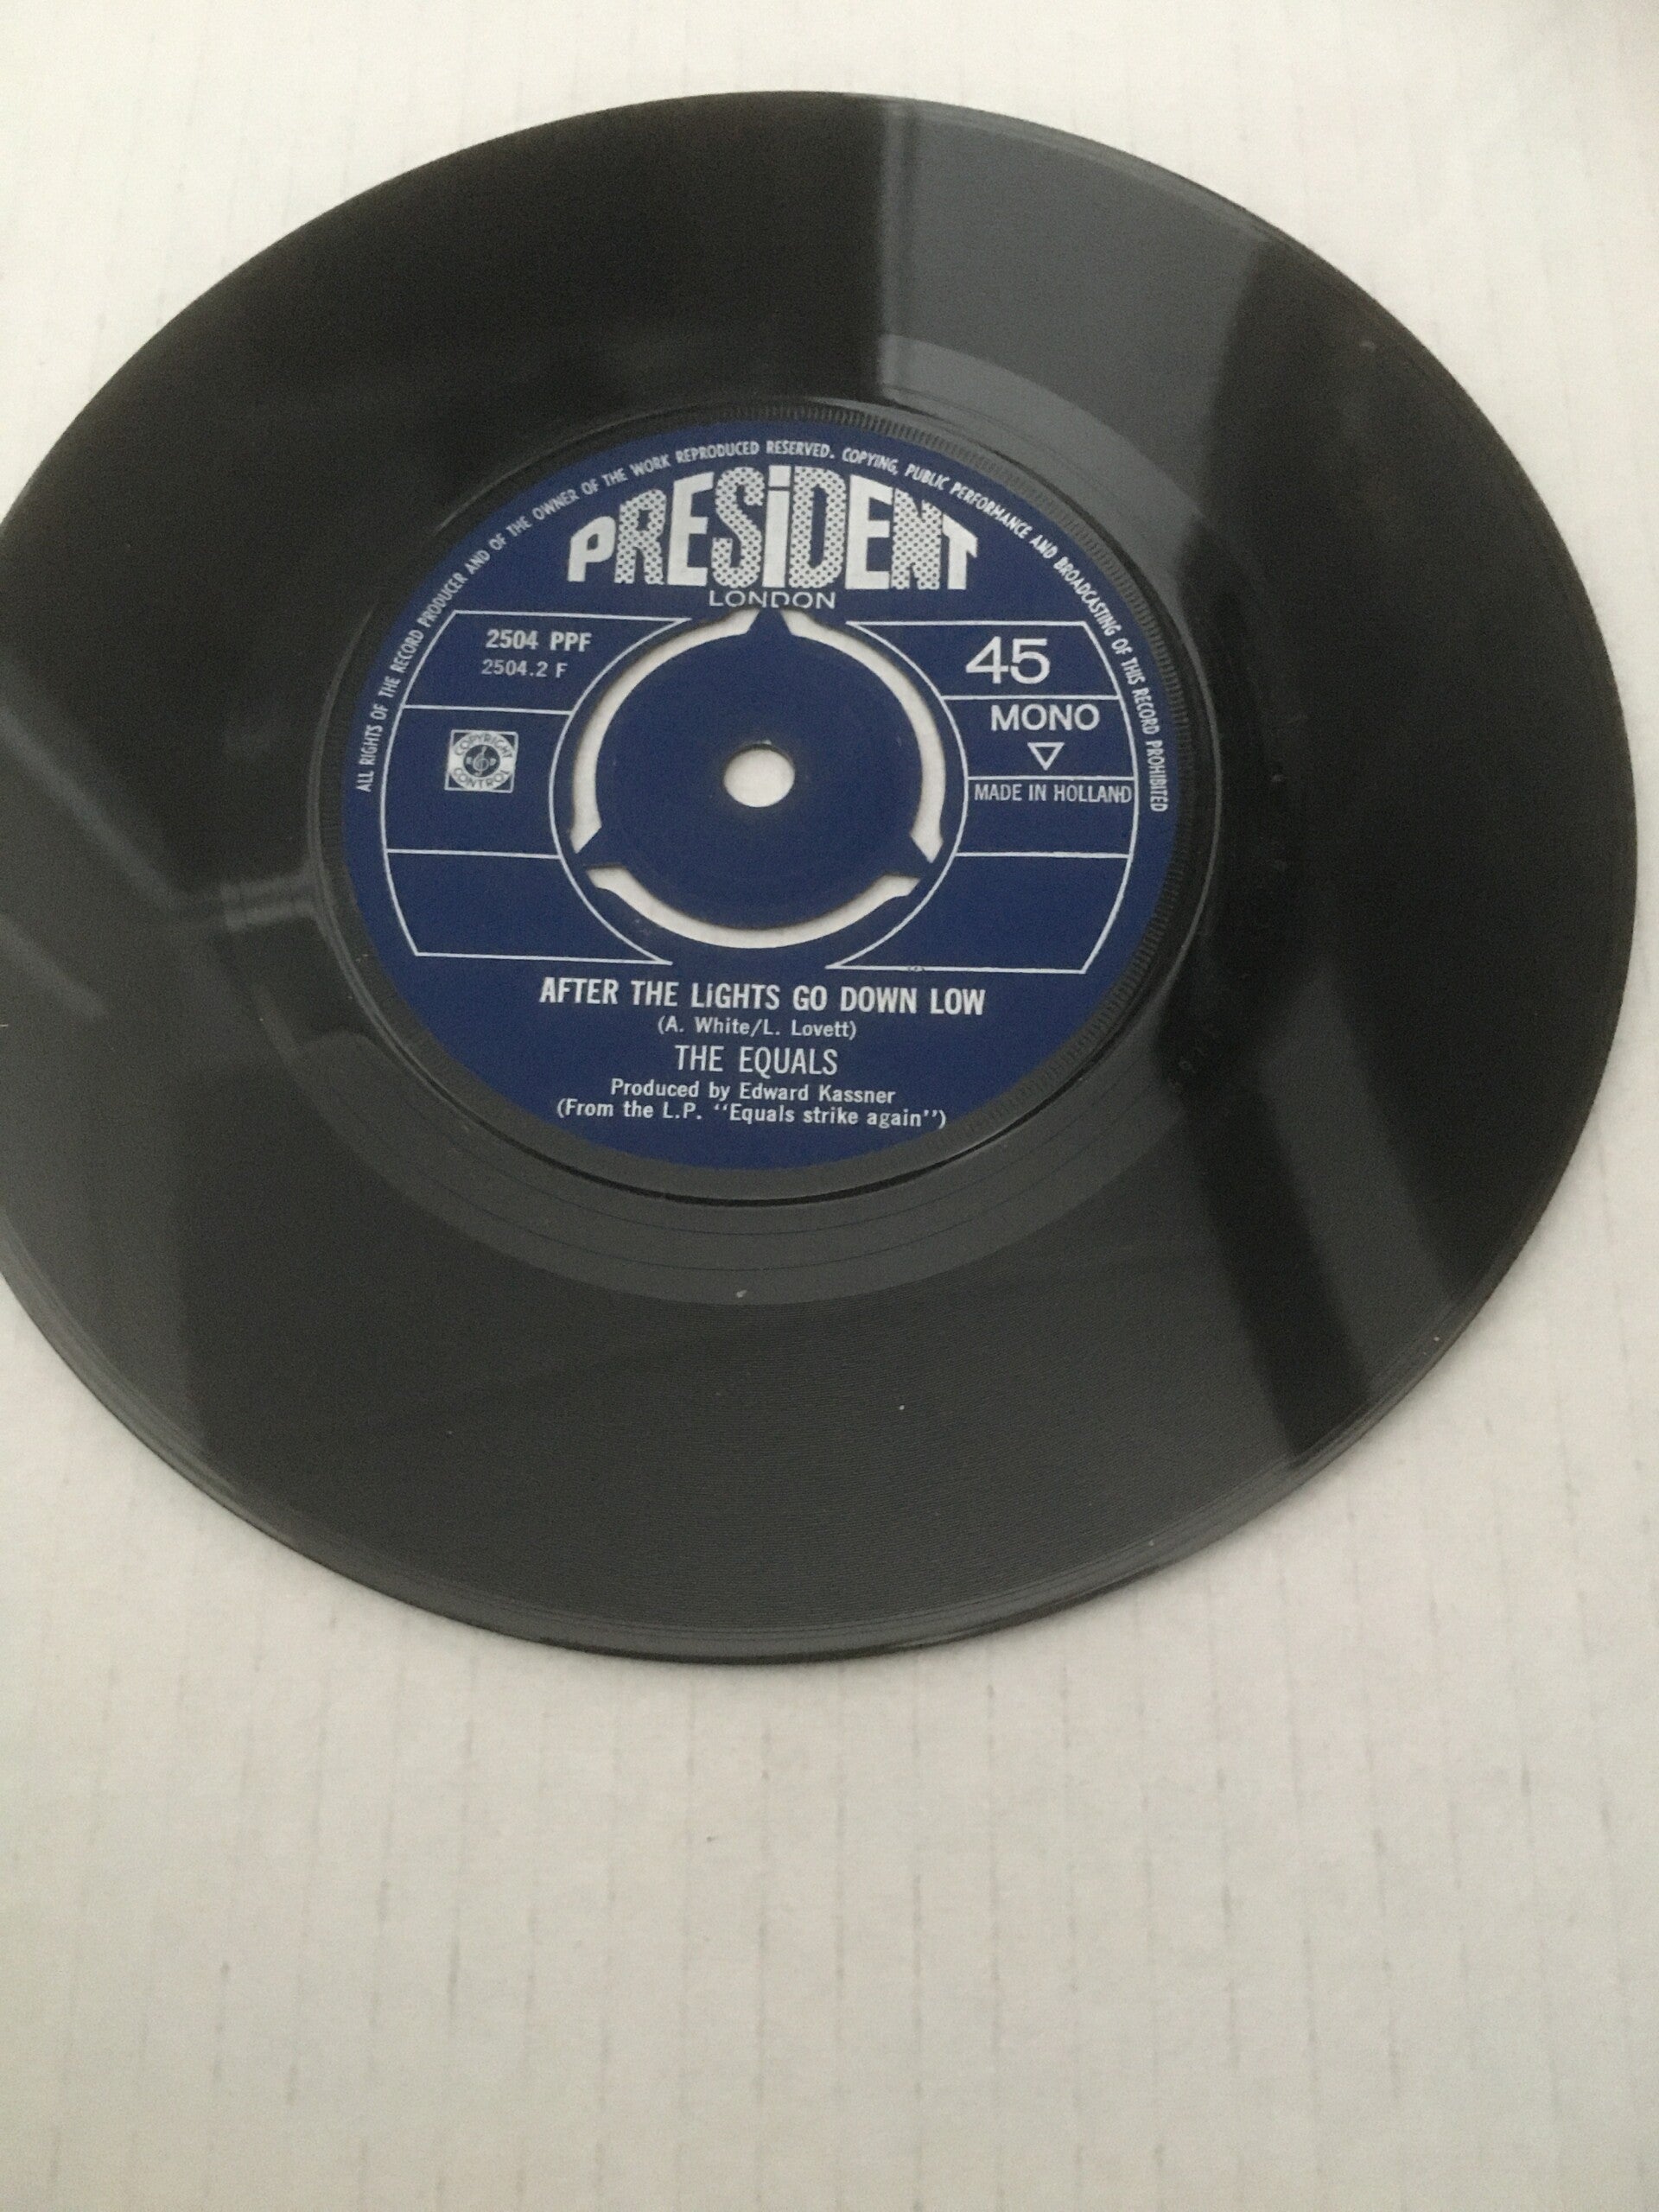 ALL RIGHTS OF THE RECORD PRODUCER AND OF THE OWNER OF THE WORK REPRODUCED RESERVED. COPYING, PUBLIC PERFORMANCE AND BROADCASTING OF THIS RECORD PROHIBITED
PRESiDENT
LONDON
2504 PPF
2504.2 F
COPYRIGHT
CONTROL
45
MONO
MADE IN HOLLAND
AFTER THE LiGHTS GO DOWN LOW
(A. White/L. Lovett)
THE EQUALS
Produced by Edward Kassner
(From the L.P. "Equals strike again")